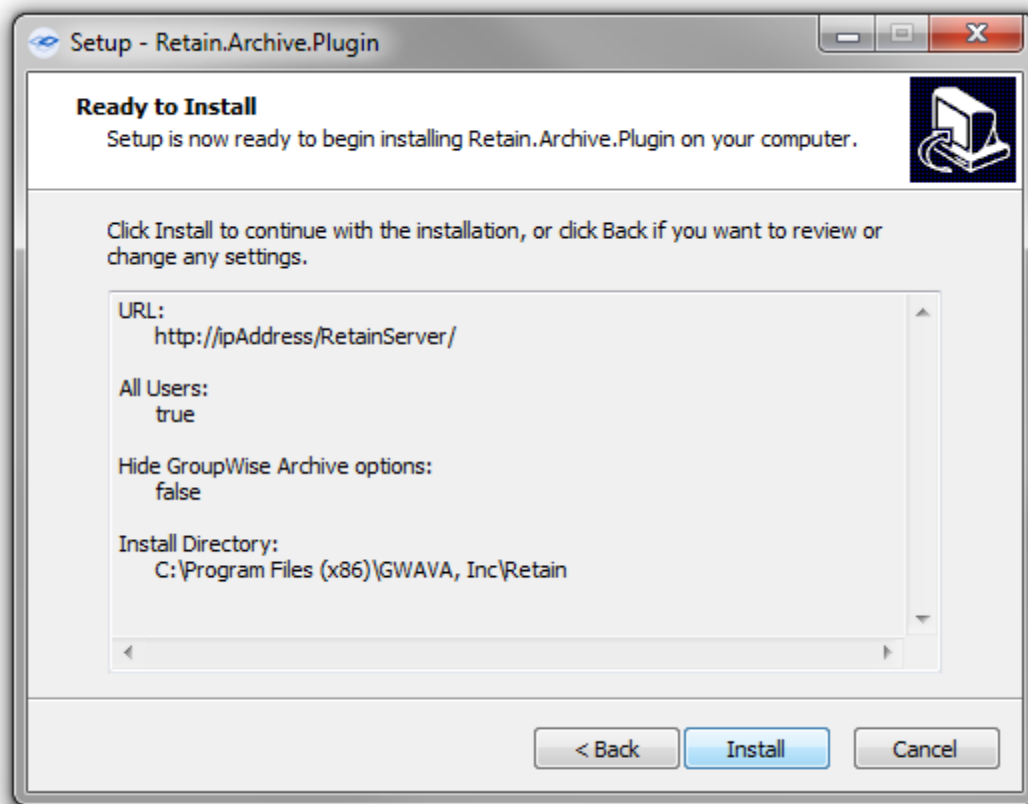 Setup - Retain.Archive.Plugin
Ready to Install
Setup is now ready to begin installing Retain.Archive.Plugin on your computer.
Click Install to continue with the installation, or click Back if you want to review or
change any settings.
URL:
http://ipAddress/RetainServer/
All Users:
true
Hide GroupWise Archive options:
false
Install Directory:
C:\Program Files (x86)\GWAVA, Inc\Retain
< Back
Install
Cancel